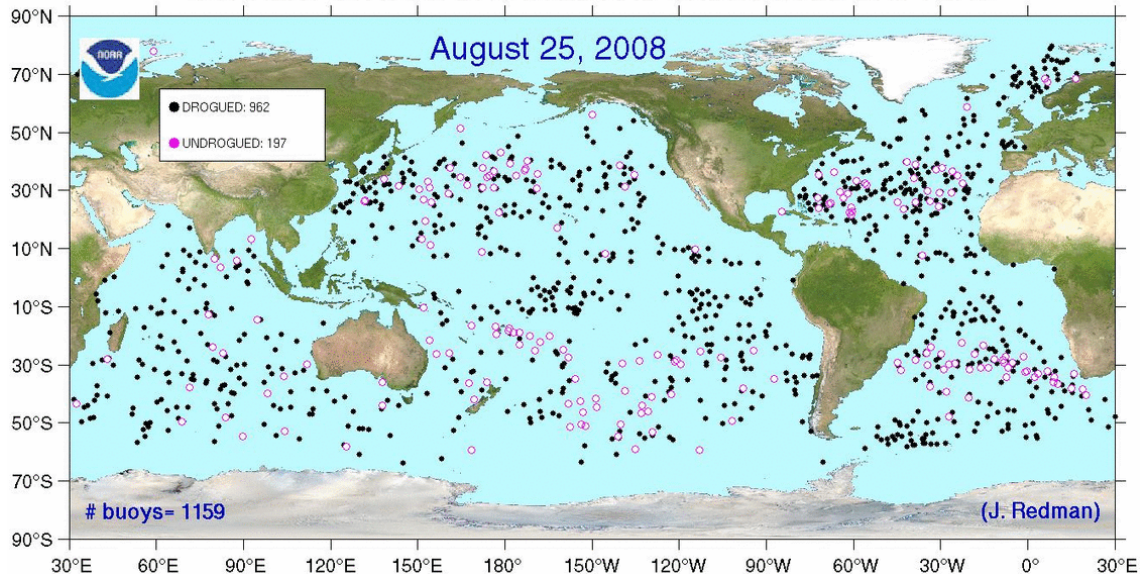 90°N
70°N
50°N
30°N
10°N
10°S
30°S
50°S
70°S
90°S
NOAA
August 25, 2008
DROGUED: 962
UNDROGUED: 197
# buoys= 1159
(J. Redman)
30°E 60°E 90°E 120°E 150°E 180°W 150°W 120°W 90°W 60°W 30°W 0°W 30°E